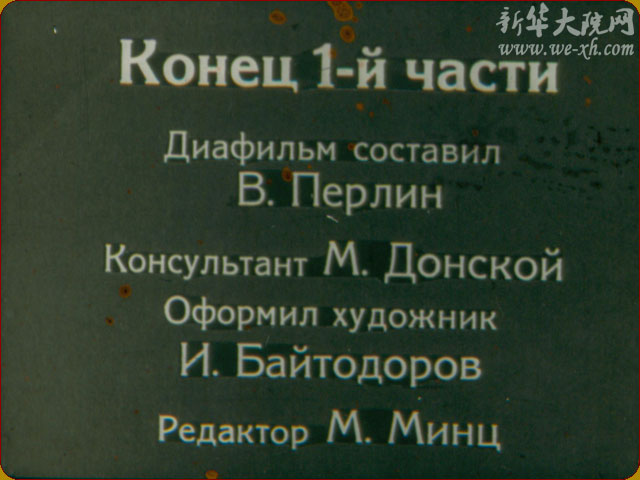 新华大院网
www.we-xh.com
Конец 1-й части
Диафильм составил
В. Перлин
Консультант М. Донской
Оформил художник
И. Байтодоров
Редактор М. Минц